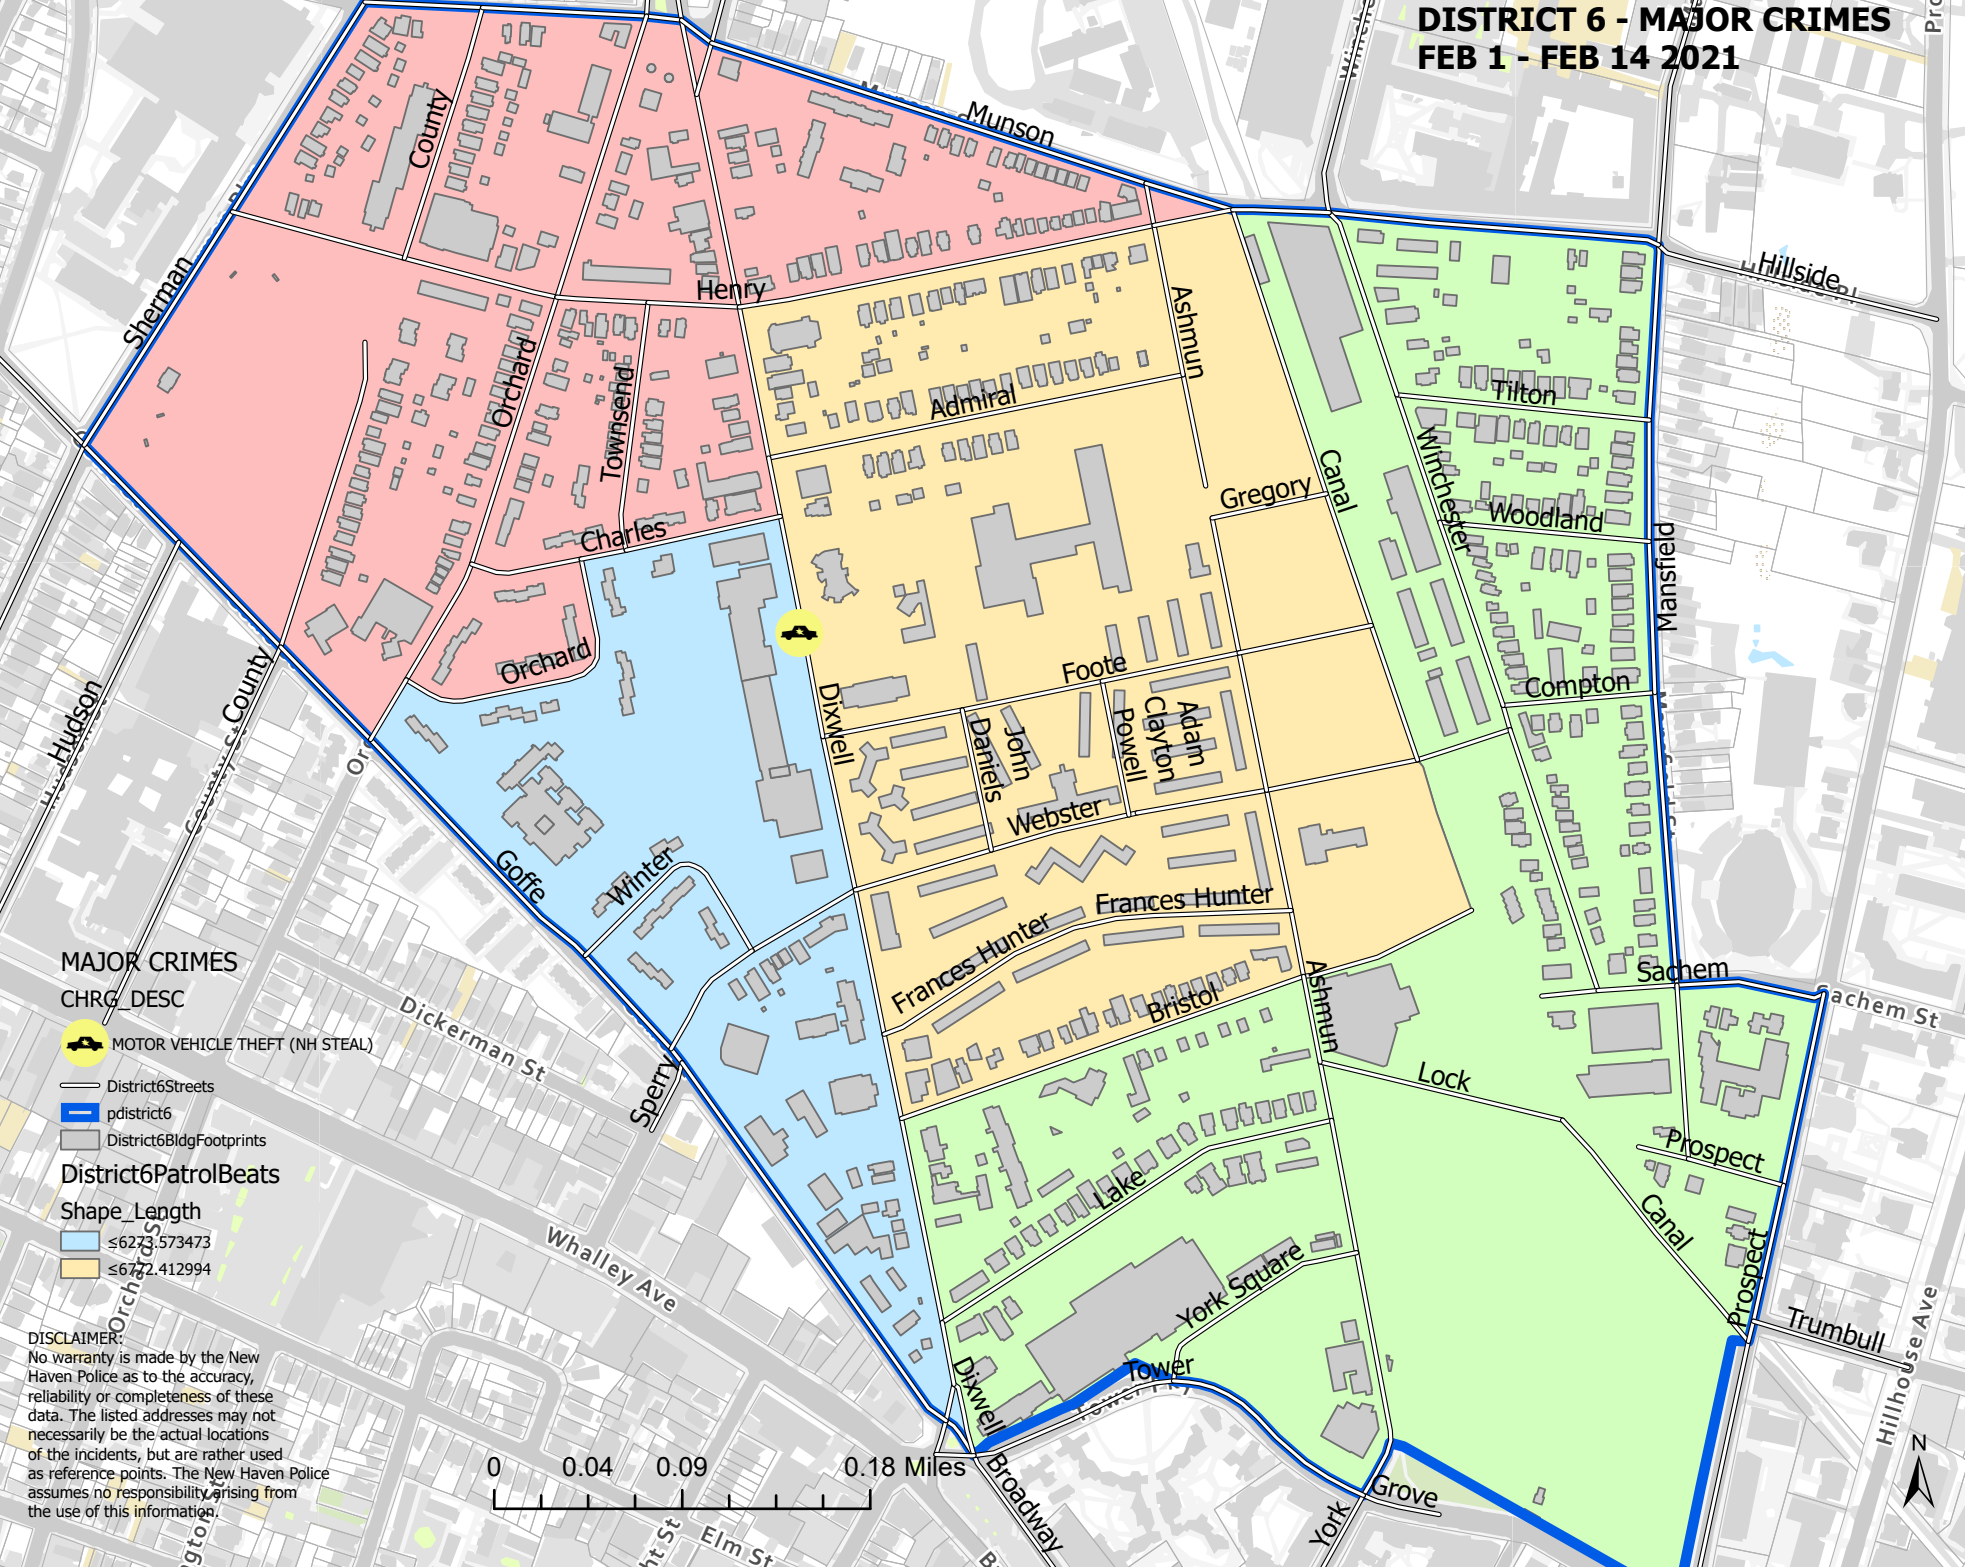 DISTRICT 6 - MAJOR CRIMES
FEB 1 - FEB 14 2021
Munson
County
Hillside
Sherman
Henry
Ashmun
Orchard
Townsend
Admiral
Tilton
Canal
Winchester
Gregory
Woodland
Charles
Mansfield
Orchard
Foote
Compton
Hudson
County
Dixwell
Daniels
John
Powell
Clayton
Adam
Webster
Goffe
Winter
Frances Hunter
Frances Hunter
Ashmun
Sachem
Sachem St
Bristol
MAJOR CRIMES
CHRG_DESC
MOTOR VEHICLE THEFT (NH STEAL)
District6Streets
pdistrict6
District6BldgFootprints
District6PatrolBeats
Shape_Length
≤6273.573473
≤6772.412994
Dickerman St
Sperry
Lock
Prospect
Lake
Canal
Prospect
Whalley Ave
Orchard St
York Square
Trumbull
Tower
Dixwell
Hillhouse Ave
DISCLAIMER:
No warranty is made by the New
Haven Police as to the accuracy,
reliability or completeness of these
data. The listed addresses may not
necessarily be the actual locations
of the incidents, but are rather used
as reference points. The New Haven Police
assumes no responsibility arising from
the use of this information.
0 0.04 0.09 0.18 Miles
Broadway
Grove
York
Elm St
N